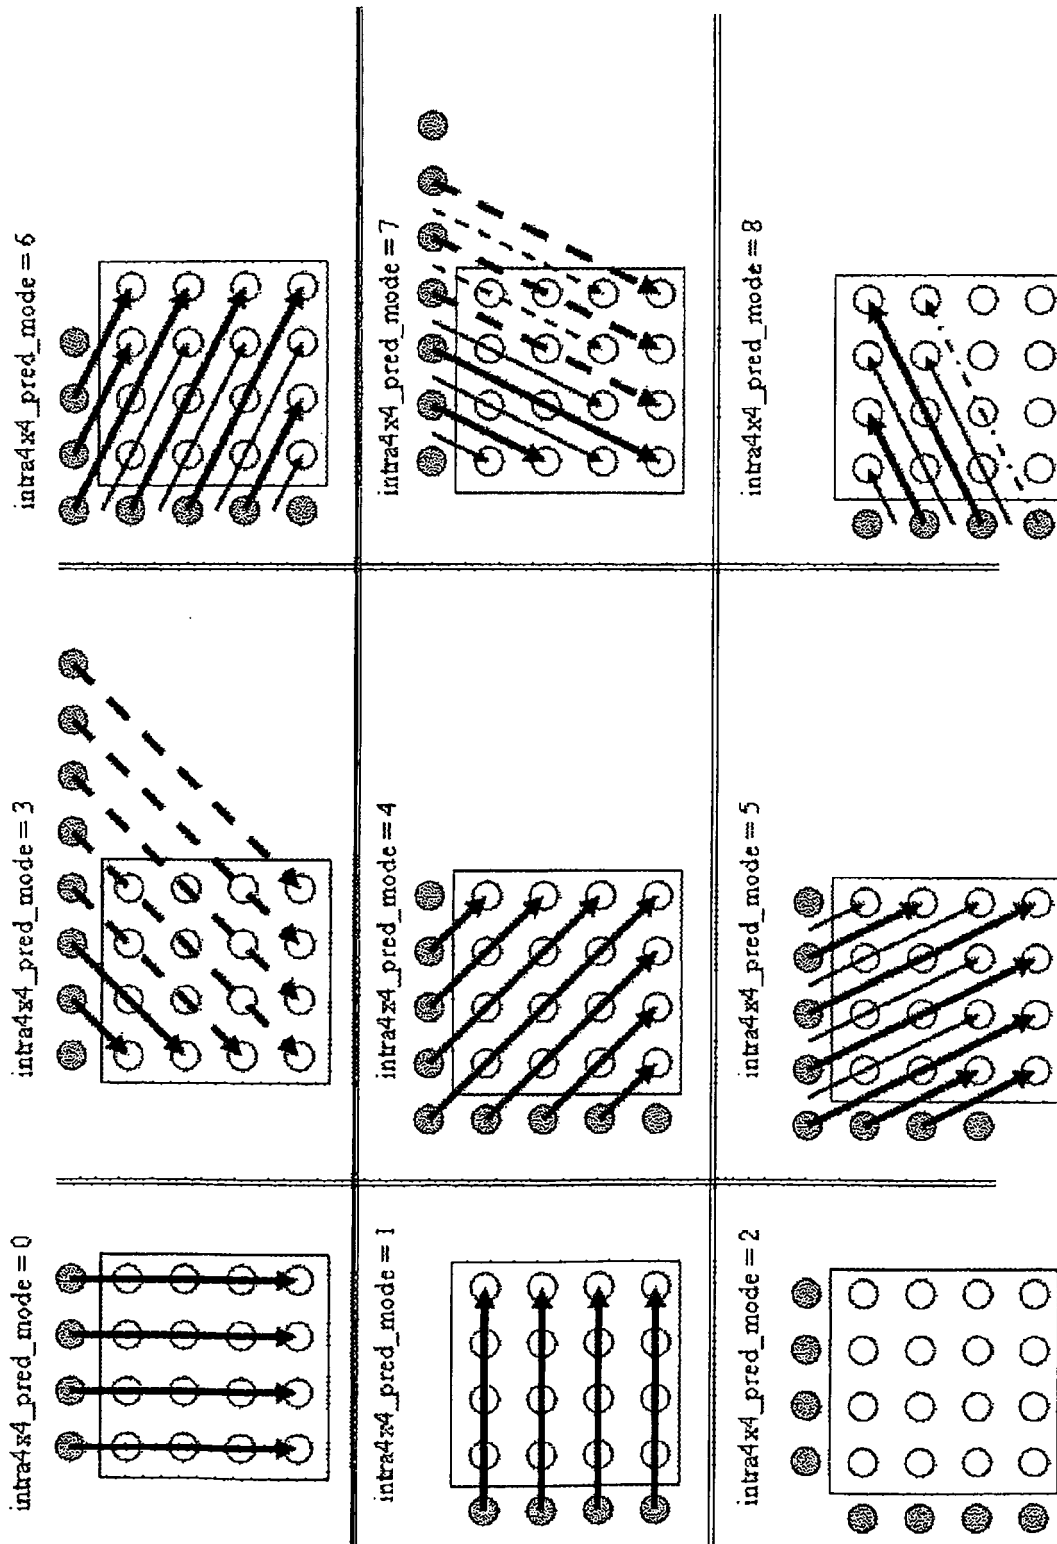 intra4x4_pred_mode = 0
intra4x4_pred_mode = 3
intra4x4_pred_mode = 6
intra4x4_pred_mode = 1
intra4x4_pred_mode = 4
intra4x4_pred_mode = 7
intra4x4_pred_mode = 2
intra4x4_pred_mode = 5
intra4x4_pred_mode = 8